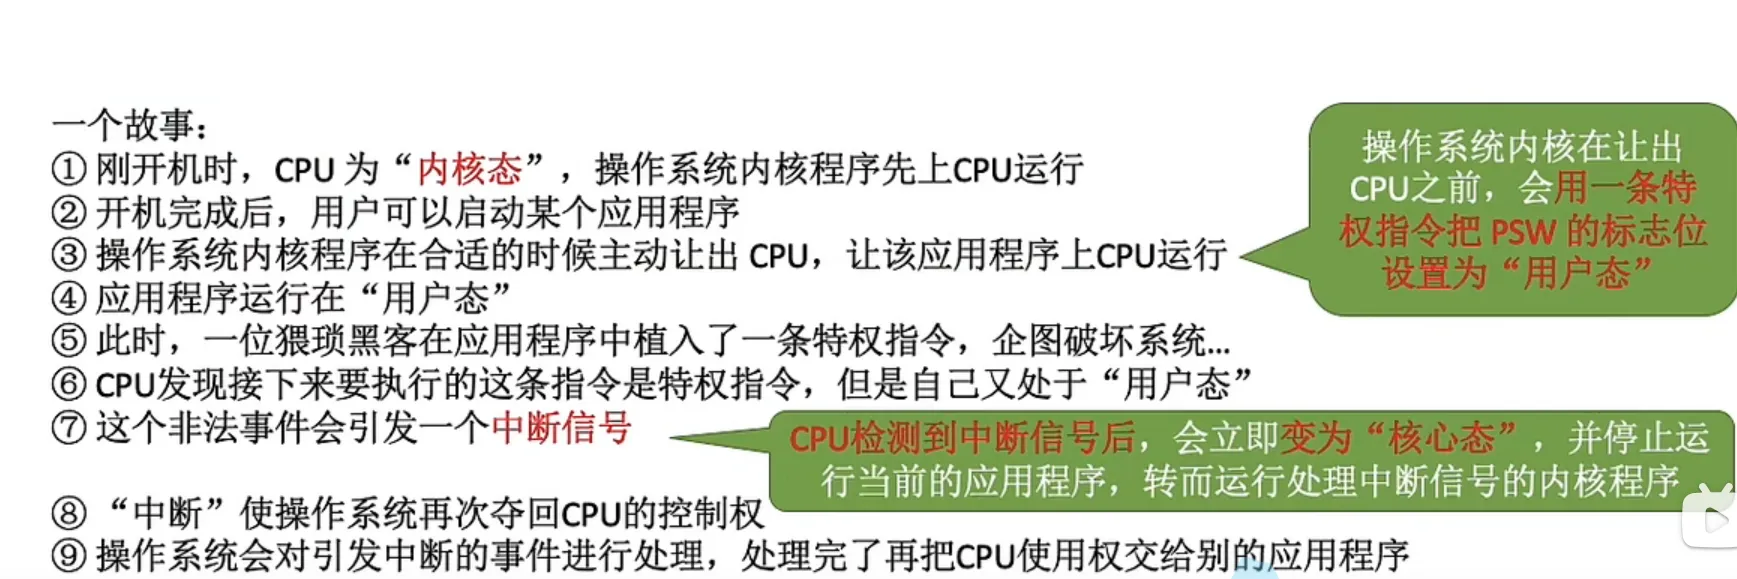 一个故事：
① 刚开机时，CPU 为“内核态”，操作系统内核程序先上CPU运行
② 开机完成后，用户可以启动某个应用程序
③ 操作系统内核程序在合适的时候主动让出 CPU，让该应用程序上CPU运行
④ 应用程序运行在“用户态”
⑤ 此时，一位猥琐黑客在应用程序中植入了一条特权指令，企图破坏系统...
⑥ CPU发现接下来要执行的这条指令是特权指令，但是自己又处于“用户态”
⑦ 这个非法事件会引发一个中断信号
⑧ “中断”使操作系统再次夺回CPU的控制权
⑨ 操作系统会对引发中断的事件进行处理，处理完了再把CPU使用权交给别的应用程序
操作系统内核在让出
CPU之前，会用一条特
权指令把 PSW 的标志位
设置为“用户态”
CPU检测到中断信号后，会立即变为“核心态”，并停止运
行当前的应用程序，转而运行处理中断信号的内核程序